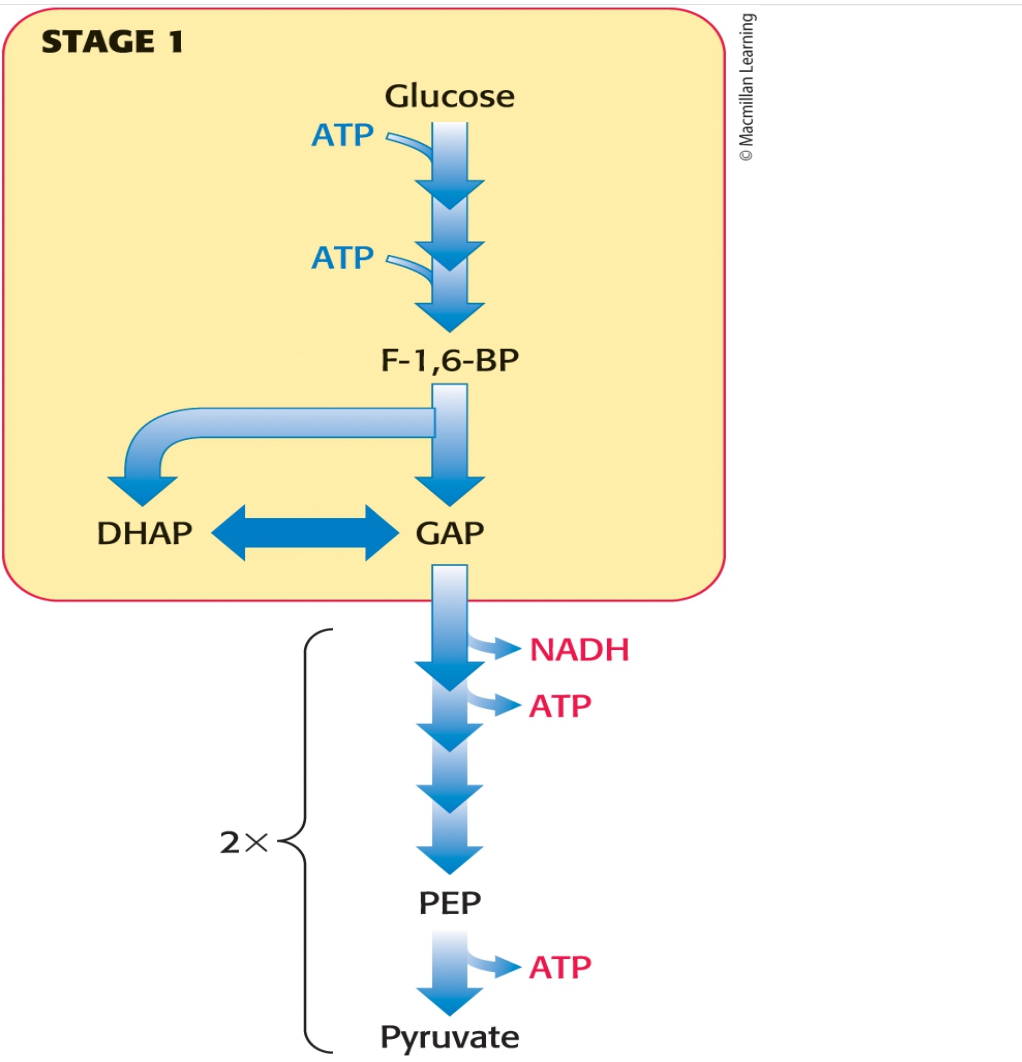 STAGE 1
© Macmillan Learning
Glucose
ATP
ATP
F-1,6-BP
DHAP
GAP
NADH
ATP
2×
PEP
ATP
Pyruvate